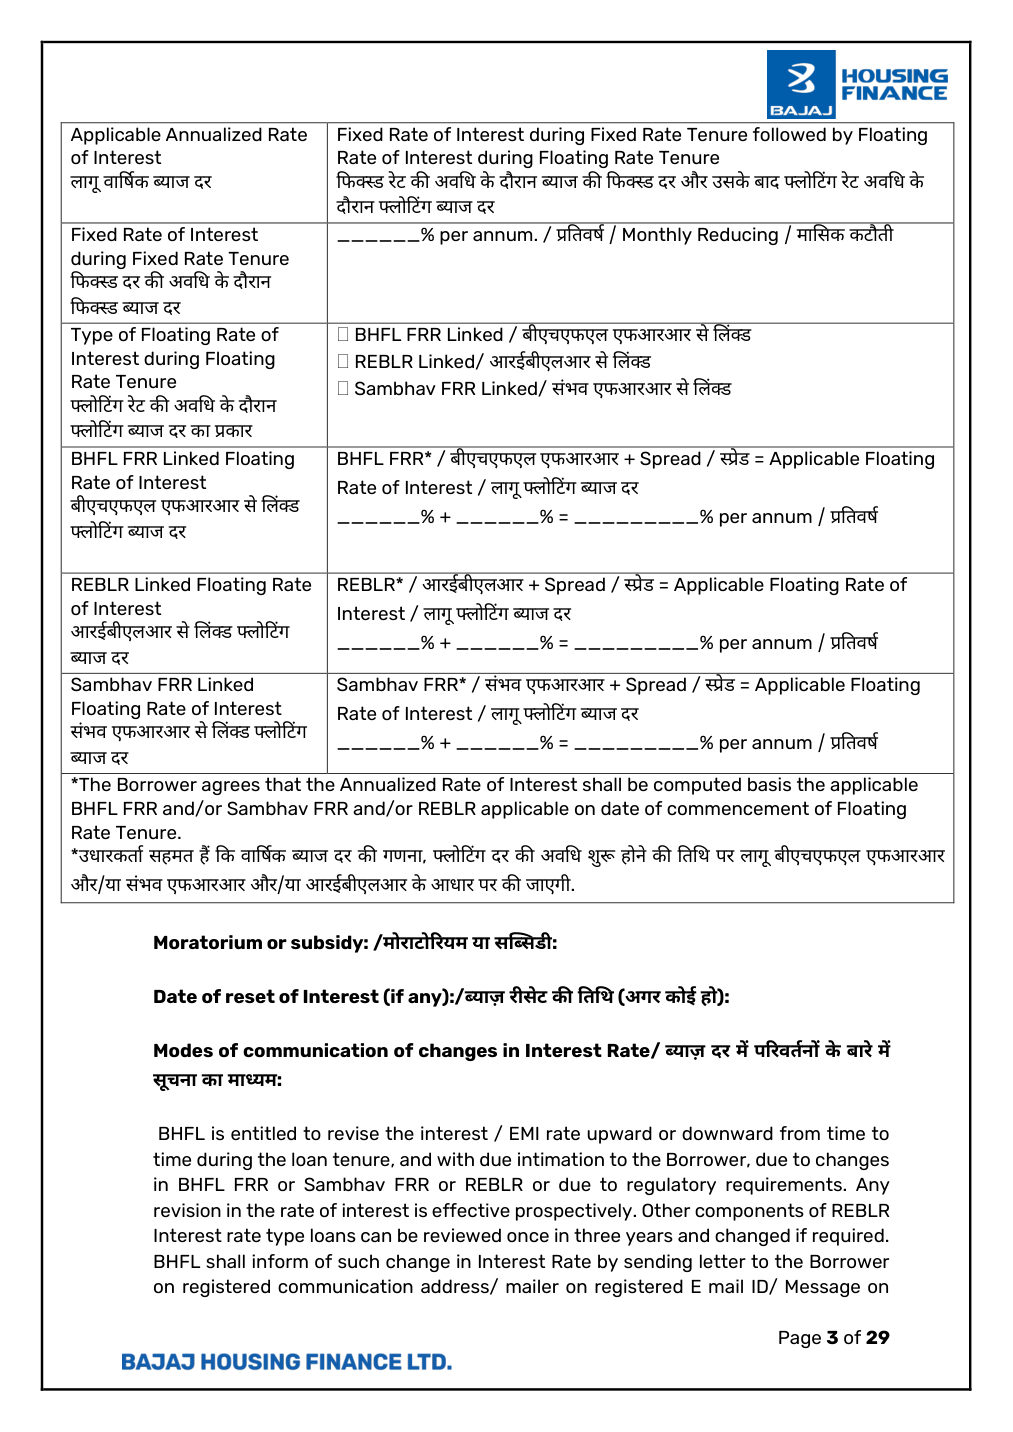 HOUSING
FINANCE
BAJAJ
Applicable Annualized Rate
of Interest
लागू वार्षिक ब्याज दर
Fixed Rate of Interest during Fixed Rate Tenure followed by Floating
Rate of Interest during Floating Rate Tenure
फिक्स्ड रेट की अवधि के दौरान ब्याज की फिक्स्ड दर और उसके बाद फ्लोटिंग रेट अवधि के
दौरान फ्लोटिंग ब्याज दर
Fixed Rate of Interest
during Fixed Rate Tenure
फिक्स्ड दर की अवधि के दौरान
फिक्स्ड ब्याज दर
______% per annum. / प्रतिवर्ष / Monthly Reducing / मासिक कटौती
Type of Floating Rate of
Interest during Floating
Rate Tenure
फ्लोटिंग रेट की अवधि के दौरान
फ्लोटिंग ब्याज दर का प्रकार
☐ BHFL FRR Linked / बीएचएफएल एफआरआर से लिंक्ड
☐ REBLR Linked/ आरईबीएलआर से लिंक्ड
☐ Sambhav FRR Linked/ संभव एफआरआर से लिंक्ड
BHFL FRR Linked Floating
Rate of Interest
बीएचएफएल एफआरआर से लिंक्ड
फ्लोटिंग ब्याज दर
BHFL FRR* / बीएचएफएल एफआरआर + Spread / स्प्रेड = Applicable Floating
Rate of Interest / लागू फ्लोटिंग ब्याज दर
______% + ______% = _________% per annum / प्रतिवर्ष
REBLR Linked Floating Rate
of Interest
आरईबीएलआर से लिंक्ड फ्लोटिंग
ब्याज दर
REBLR* / आरईबीएलआर + Spread / स्प्रेड = Applicable Floating Rate of
Interest / लागू फ्लोटिंग ब्याज दर
______% + ______% = _________% per annum / प्रतिवर्ष
Sambhav FRR Linked
Floating Rate of Interest
संभव एफआरआर से लिंक्ड फ्लोटिंग
ब्याज दर
Sambhav FRR* / संभव एफआरआर + Spread / स्प्रेड = Applicable Floating
Rate of Interest / लागू फ्लोटिंग ब्याज दर
______% + ______% = _________% per annum / प्रतिवर्ष
*The Borrower agrees that the Annualized Rate of Interest shall be computed basis the applicable
BHFL FRR and/or Sambhav FRR and/or REBLR applicable on date of commencement of Floating
Rate Tenure.
*उधारकर्ता सहमत हैं कि वार्षिक ब्याज दर की गणना, फ्लोटिंग दर की अवधि शुरू होने की तिथि पर लागू बीएचएफएल एफआरआर
और/या संभव एफआरआर और/या आरईबीएलआर के आधार पर की जाएगी.
Moratorium or subsidy: /मोराटोरियम या सब्सिडी:
Date of reset of Interest (if any):/ब्याज़ रीसेट की तिथि (अगर कोई हो):
Modes of communication of changes in Interest Rate/ ब्याज़ दर में परिवर्तनों के बारे में
सूचना का माध्यम:
BHFL is entitled to revise the interest / EMI rate upward or downward from time to
time during the loan tenure, and with due intimation to the Borrower, due to changes
in BHFL FRR or Sambhav FRR or REBLR or due to regulatory requirements. Any
revision in the rate of interest is effective prospectively. Other components of REBLR
Interest rate type loans can be reviewed once in three years and changed if required.
BHFL shall inform of such change in Interest Rate by sending letter to the Borrower
on registered communication address/ mailer on registered E mail ID/ Message on
Page 3 of 29
BAJAJ HOUSING FINANCE LTD.